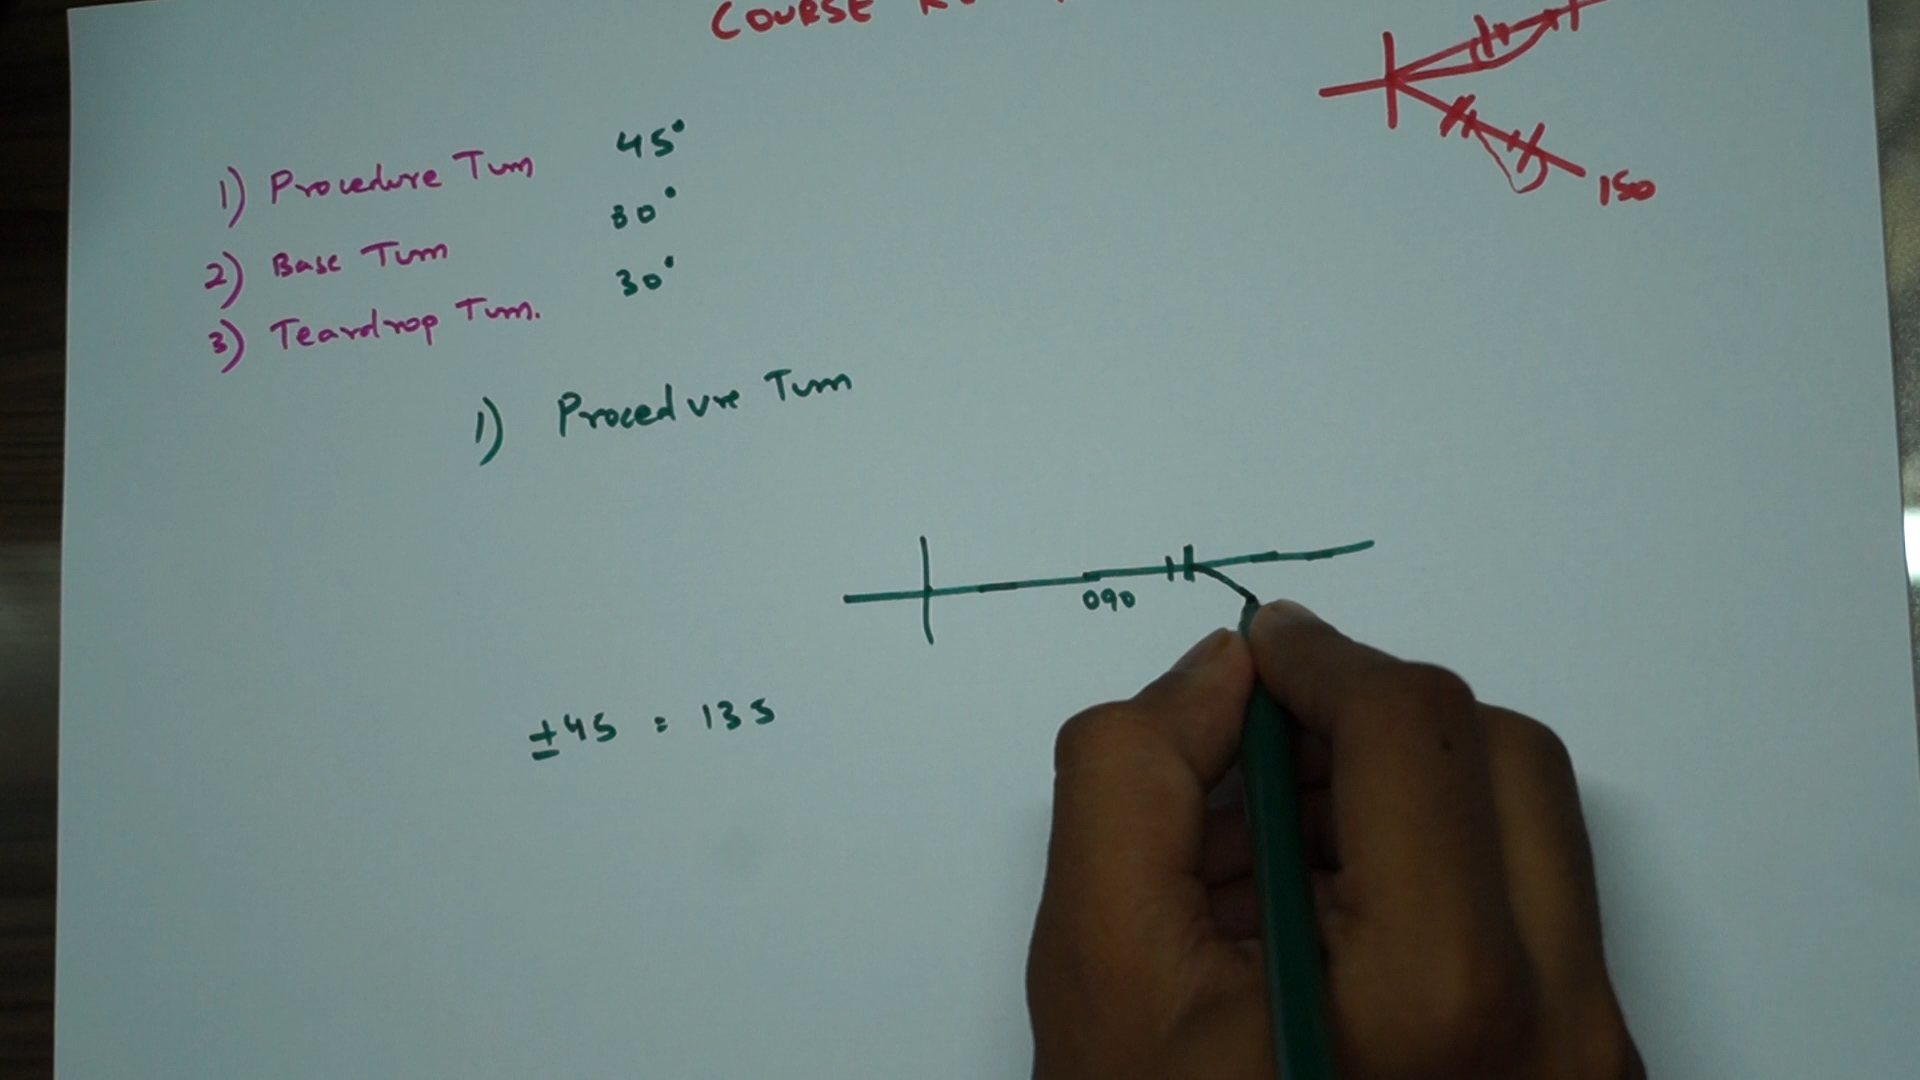 COURSE
1) Procedure Turn 45°
2) Base Turn 30°
3) Teardrop Turn. 30°
150
1) Procedure Turn
090
±45 = 135